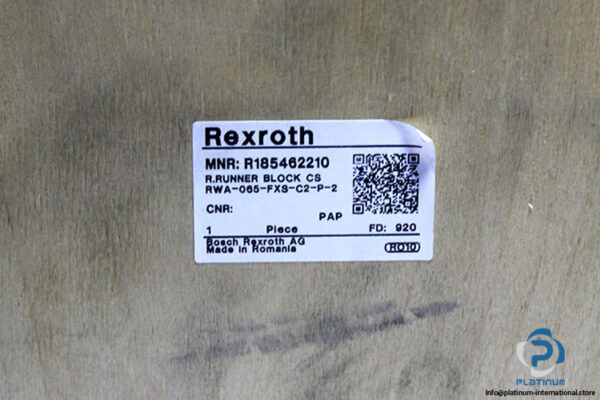 Rexroth
MNR: R185462210
R.RUNNER BLOCK CS
RWA-065-FXS-C2-P-2
CNR:
PAP
1 Piece FD: 920
Bosch Rexroth AG
Made in Romania
RO10
PLATINUM
Info@platinum-international.store